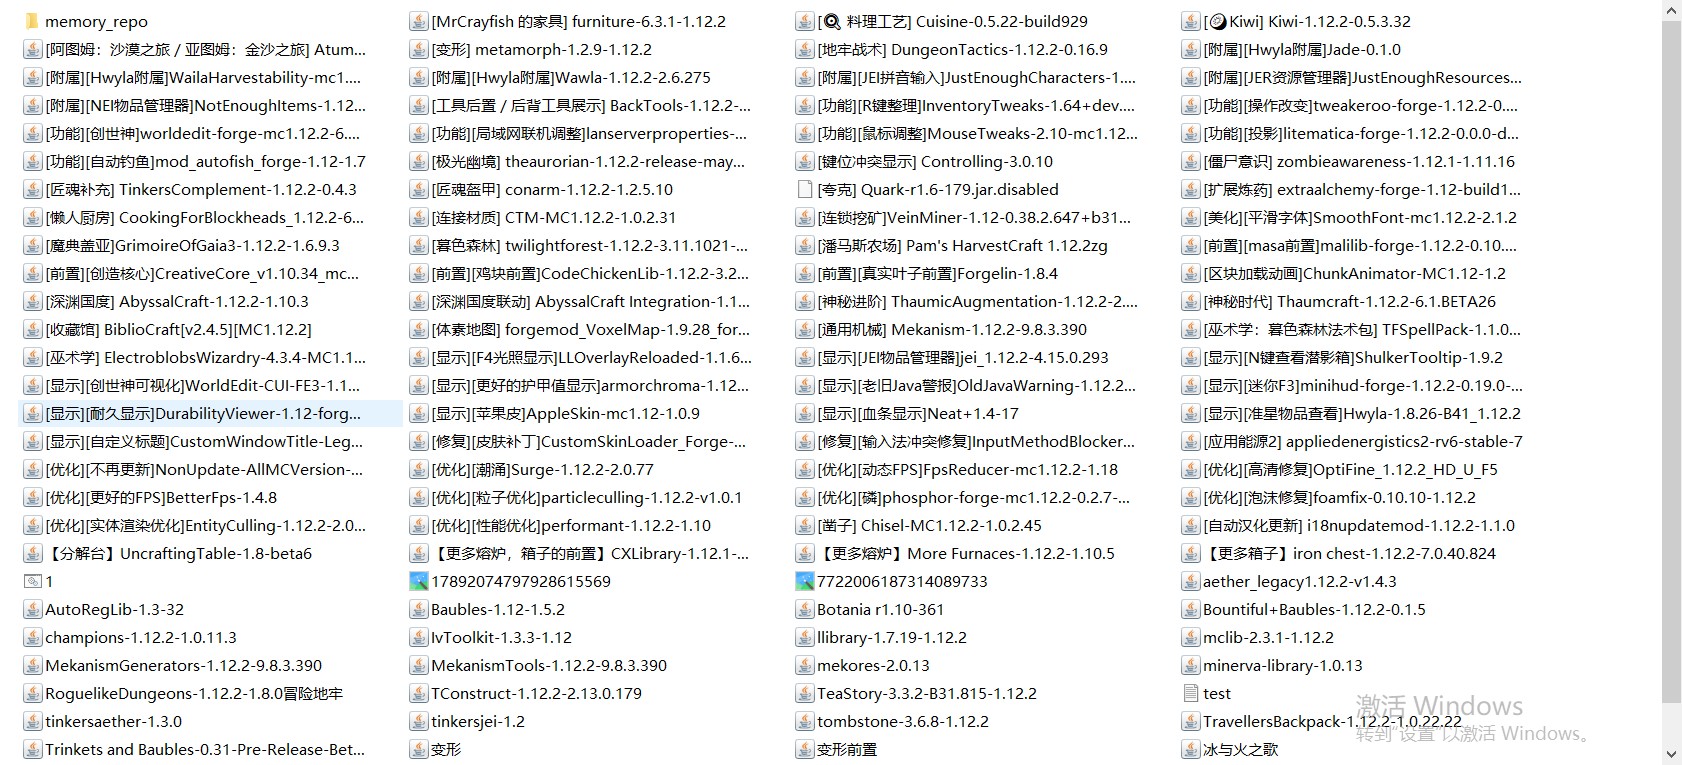 memory_repo
[MrCrayfish 的家具] furniture-6.3.1-1.12.2
[料理工艺] Cuisine-0.5.22-build929
[Kiwi] Kiwi-1.12.2-0.5.3.32
[阿图姆：沙漠之旅 / 亚图姆：金沙之旅] Atum...
[变形] metamorph-1.2.9-1.12.2
[地牢战术] DungeonTactics-1.12.2-0.16.9
[附属][Hwyla附属]Jade-0.1.0
[附属][Hwyla附属]WailaHarvestability-mc1....
[附属][Hwyla附属]Wawla-1.12.2-2.6.275
[附属][JEI拼音输入]JustEnoughCharacters-1....
[附属][JER资源管理器]JustEnoughResources...
[附属][NEI物品管理器]NotEnoughItems-1.12...
[工具后置 / 后背工具展示] BackTools-1.12.2-...
[功能][R键整理]InventoryTweaks-1.64+dev....
[功能][操作改变]tweakeroo-forge-1.12.2-0....
[功能][创世神]worldedit-forge-mc1.12.2-6....
[功能][局域网联机调整]lanserverproperties-...
[功能][鼠标调整]MouseTweaks-2.10-mc1.12...
[功能][投影]litematica-forge-1.12.2-0.0.0-d...
[功能][自动钓鱼]mod_autofish_forge-1.12-1.7
[极光幽境] theaurorian-1.12.2-release-may...
[键位冲突显示] Controlling-3.0.10
[僵尸意识] zombieawareness-1.12.1-1.11.16
[匠魂补充] TinkersComplement-1.12.2-0.4.3
[匠魂盔甲] conarm-1.12.2-1.2.5.10
[夸克] Quark-r1.6-179.jar.disabled
[扩展炼药] extraalchemy-forge-1.12-build1...
[懒人厨房] CookingForBlockheads_1.12.2-6...
[连接材质] CTM-MC1.12.2-1.0.2.31
[连锁挖矿]VeinMiner-1.12-0.38.2.647+b31...
[美化][平滑字体]SmoothFont-mc1.12.2-2.1.2
[魔典盖亚]GrimoireOfGaia3-1.12.2-1.6.9.3
[暮色森林] twilightforest-1.12.2-3.11.1021-...
[潘马斯农场] Pam's HarvestCraft 1.12.2zg
[前置][masa前置]malilib-forge-1.12.2-0.10....
[前置][创造核心]CreativeCore_v1.10.34_mc...
[前置][鸡块前置]CodeChickenLib-1.12.2-3.2...
[前置][真实叶子前置]Forgelin-1.8.4
[区块加载动画]ChunkAnimator-MC1.12-1.2
[深渊国度] AbyssalCraft-1.12.2-1.10.3
[深渊国度联动] AbyssalCraft Integration-1.1...
[神秘进阶] ThaumicAugmentation-1.12.2-2....
[神秘时代] Thaumcraft-1.12.2-6.1.BETA26
[收藏馆] BiblioCraft[v2.4.5][MC1.12.2]
[体素地图] forgemod_VoxelMap-1.9.28_for...
[通用机械] Mekanism-1.12.2-9.8.3.390
[巫术学：暮色森林法术包] TFSpellPack-1.1.0...
[巫术学] ElectroblobsWizardry-4.3.4-MC1.1...
[显示][F4光照显示]LLOverlayReloaded-1.1.6...
[显示][JEI物品管理器]jei_1.12.2-4.15.0.293
[显示][N键查看潜影箱]ShulkerTooltip-1.9.2
[显示][创世神可视化]WorldEdit-CUI-FE3-1.1...
[显示][更好的护甲值显示]armorchroma-1.12...
[显示][老旧Java警报]OldJavaWarning-1.12.2...
[显示][迷你F3]minihud-forge-1.12.2-0.19.0-...
[显示][耐久显示]DurabilityViewer-1.12-forg...
[显示][苹果皮]AppleSkin-mc1.12-1.0.9
[显示][血条显示]Neat+1.4-17
[显示][准星物品查看]Hwyla-1.8.26-B41_1.12.2
[显示][自定义标题]CustomWindowTitle-Leg...
[修复][皮肤补丁]CustomSkinLoader_Forge-...
[修复][输入法冲突修复]InputMethodBlocker...
[应用能源2] appliedenergistics2-rv6-stable-7
[优化][不再更新]NonUpdate-AllMCVersion-...
[优化][潮涌]Surge-1.12.2-2.0.77
[优化][动态FPS]FpsReducer-mc1.12.2-1.18
[优化][高清修复]OptiFine_1.12.2_HD_U_F5
[优化][更好的FPS]BetterFps-1.4.8
[优化][粒子优化]particleculling-1.12.2-v1.0.1
[优化][磷]phosphor-forge-mc1.12.2-0.2.7-...
[优化][泡沫修复]foamfix-0.10.10-1.12.2
[优化][实体渲染优化]EntityCulling-1.12.2-2.0...
[优化][性能优化]performant-1.12.2-1.10
[凿子] Chisel-MC1.12.2-1.0.2.45
[自动汉化更新] i18nupdatemod-1.12.2-1.1.0
【分解台】UncraftingTable-1.8-beta6
【更多熔炉，箱子的前置】CXLibrary-1.12.1-...
【更多熔炉】More Furnaces-1.12.2-1.10.5
【更多箱子】iron chest-1.12.2-7.0.40.824
1
17892074797928615569
7722006187314089733
aether_legacy1.12.2-v1.4.3
AutoRegLib-1.3-32
Baubles-1.12-1.5.2
Botania r1.10-361
Bountiful+Baubles-1.12.2-0.1.5
champions-1.12.2-1.0.11.3
IvToolkit-1.3.3-1.12
llibrary-1.7.19-1.12.2
mclib-2.3.1-1.12.2
MekanismGenerators-1.12.2-9.8.3.390
MekanismTools-1.12.2-9.8.3.390
mekores-2.0.13
minerva-library-1.0.13
RoguelikeDungeons-1.12.2-1.8.0冒险地牢
TConstruct-1.12.2-2.13.0.179
TeaStory-3.3.2-B31.815-1.12.2
test
激活 Windows
tinkersaether-1.3.0
tinkersjei-1.2
tombstone-3.6.8-1.12.2
TravellersBackpack-1.12.2-1.0.22.22
转到"设置"以激活 Windows。
Trinkets and Baubles-0.31-Pre-Release-Bet...
变形
变形前置
冰与火之歌